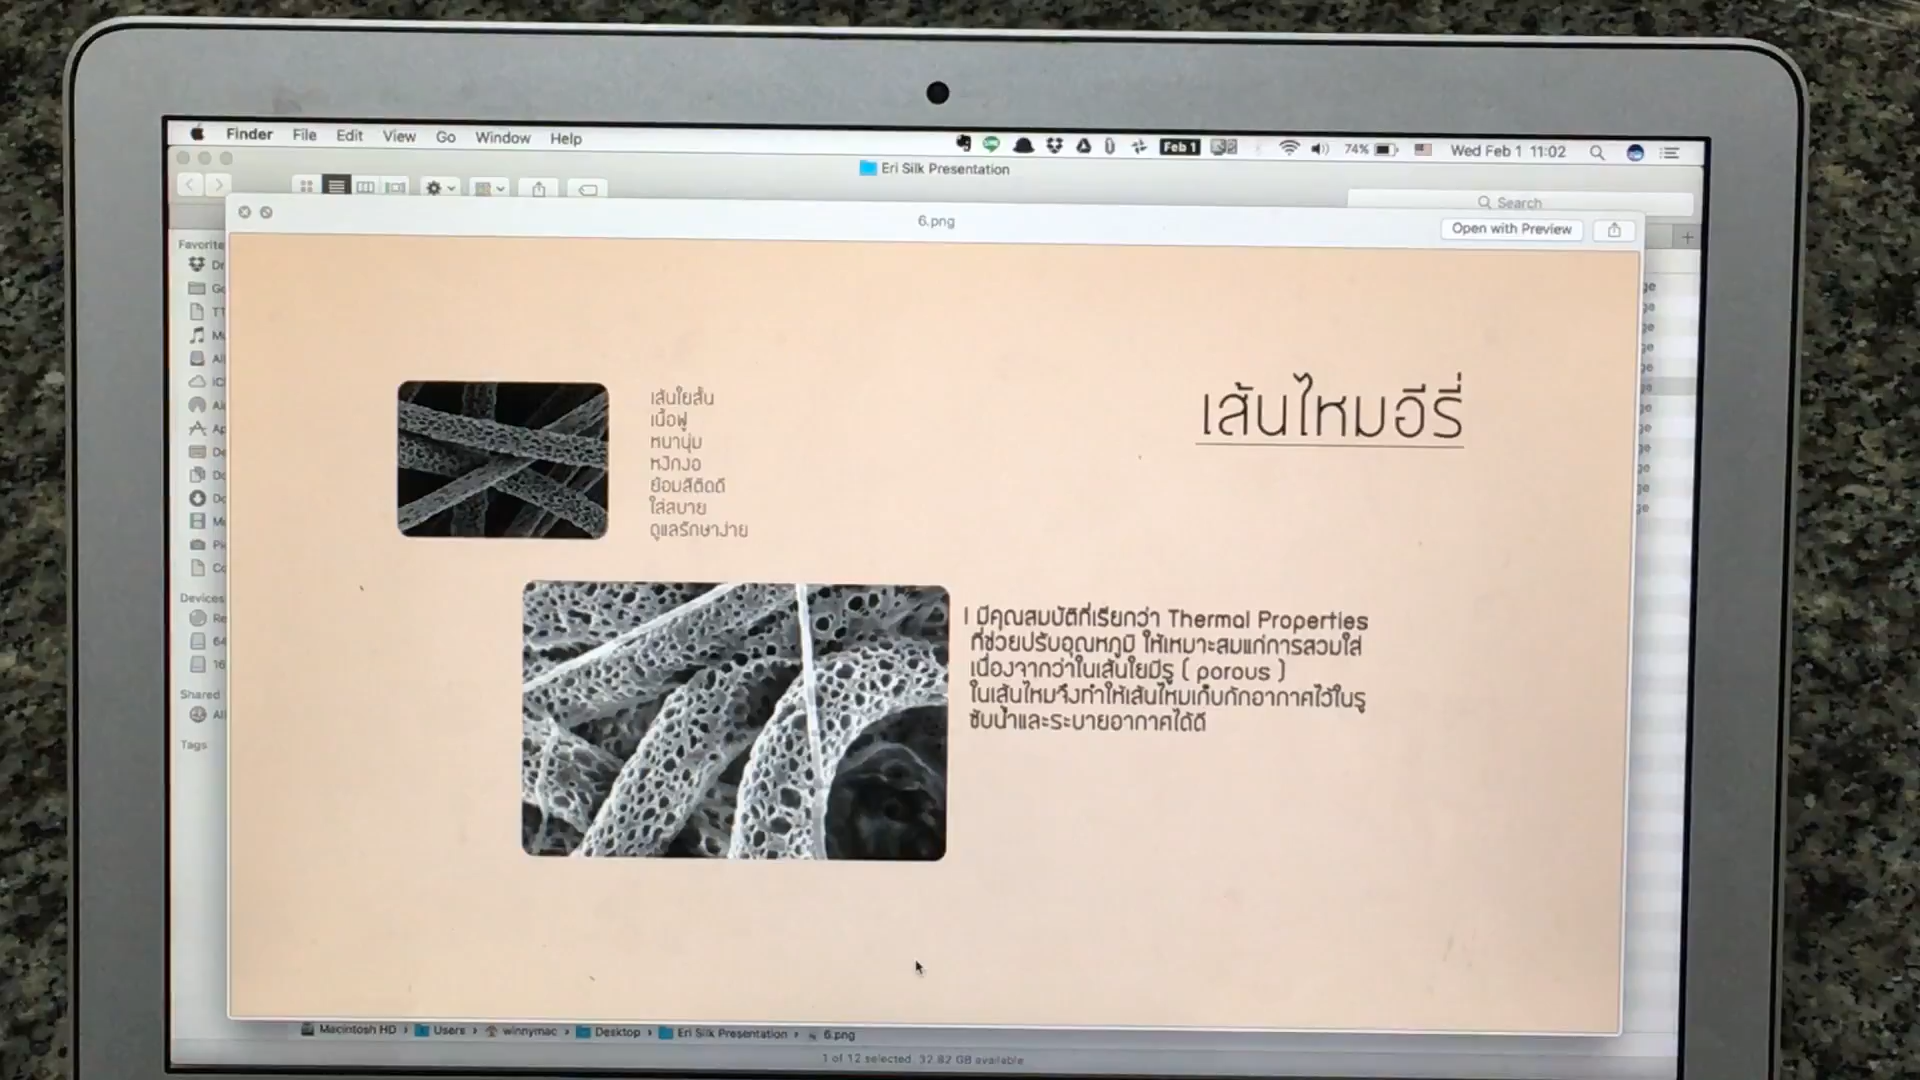 Finder File Edit View Go Window Help
Feb 1 74% Wed Feb 1 11:02
Eri Silk Presentation
Search
6.png
Open with Preview
Favorite
เส้นไหมอีรี่
เส้นใยสั้น
เนื้อฟู
หนานุ่ม
หงิกงอ
ย้อมสีติดดี
ใส่สบาย
ดูแลรักษาง่าย
l มีคุณสมบัติที่เรียกว่า Thermal Properties
ที่ช่วยปรับอุณหภูมิ ให้เหมาะสมแก่การสวมใส่
เนื่องจากว่าในเส้นใยมีรู ( porous )
ในเส้นไหมจึงทำให้เส้นไหมเก็บกักอากาศไว้ในรู
ซับน้ำและระบายอากาศได้ดี
Devices
Shared
Tags
Macintosh HD › Users › winnymac › Desktop › Eri Silk Presentation › 6.png
1 of 12 selected, 32.82 GB available